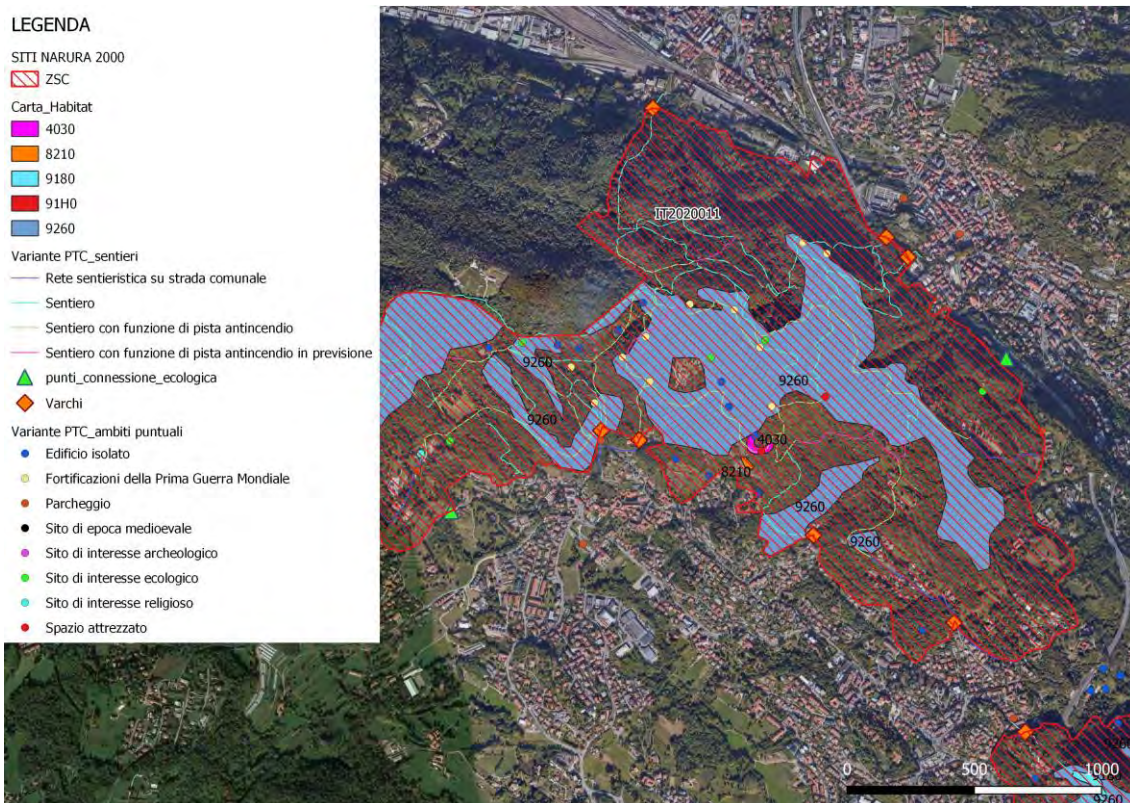 LEGENDA
SITI NARURA 2000
ZSC
Carta_Habitat
4030
8210
9180
91H0
9260
Variante PTC_sentieri
Rete sentieristica su strada comunale
Sentiero
Sentiero con funzione di pista antincendio
Sentiero con funzione di pista antincendio in previsione
punti_connessione_ecologica
Varchi
Variante PTC_ambiti puntuali
Edificio isolato
Fortificazioni della Prima Guerra Mondiale
Parcheggio
Sito di epoca medioevale
Sito di interesse archeologico
Sito di interesse ecologico
Sito di interesse religioso
Spazio attrezzato
IT2020011
9260
9260
9260
4030
8210
9260
9260
9260
9260
0 500 1000